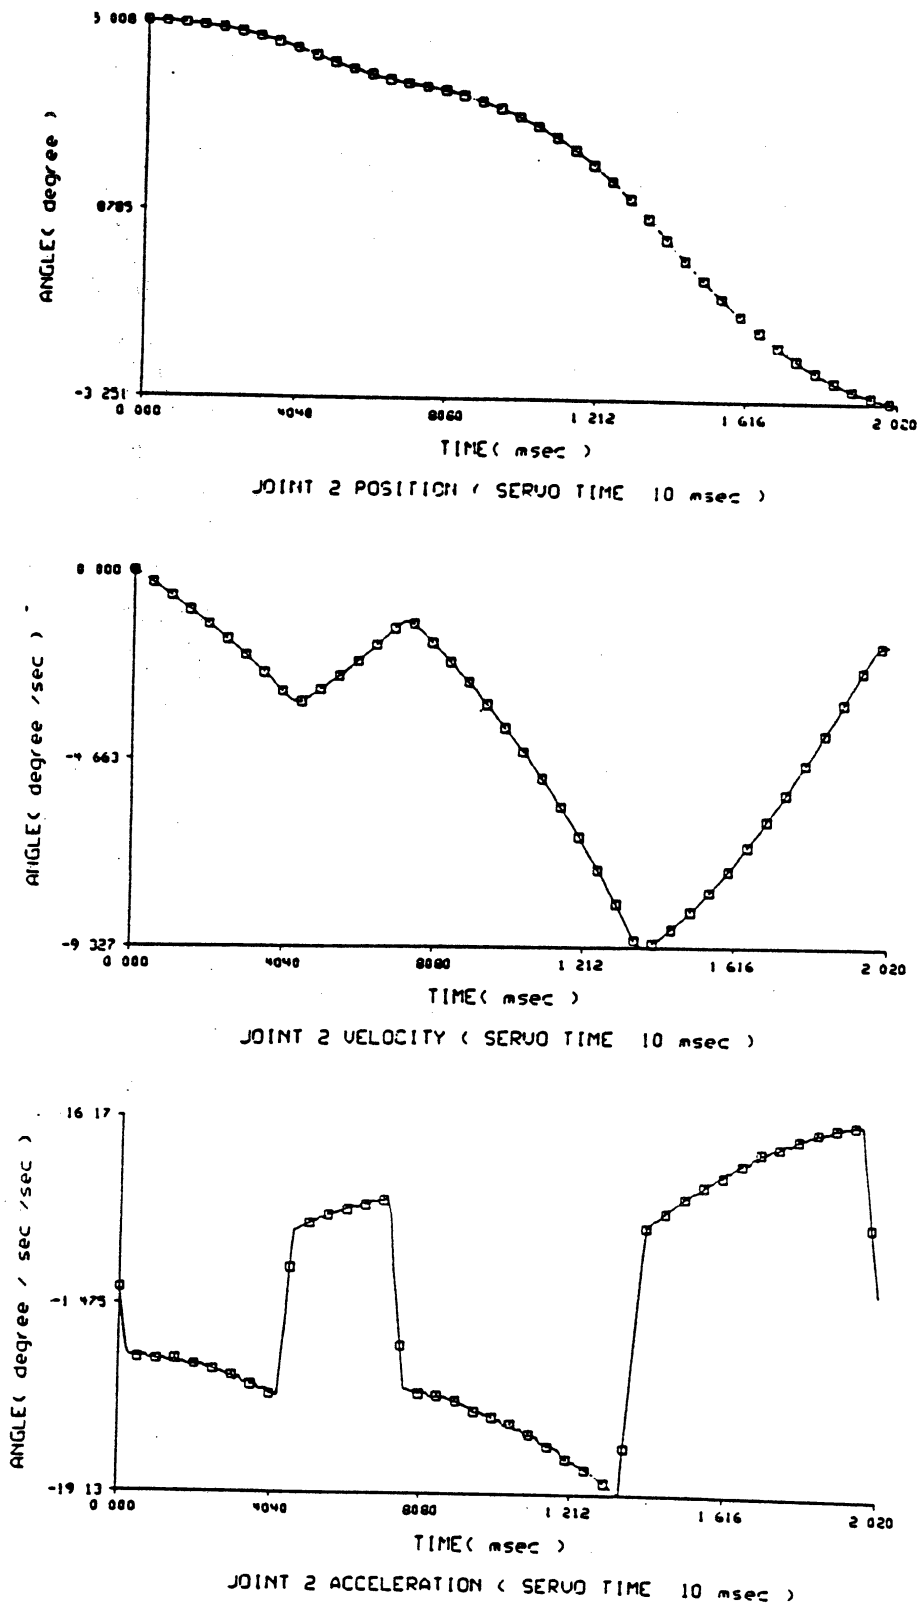 5 008
ANGLE( degree )
8785
-3 251
0 000 4040 8060 1 212 1 616 2 020
TIME( msec )
JOINT 2 POSITION ( SERVO TIME 10 msec )
0 000
ANGLE( degree /sec )
-4 663
-9 327
0 000 4040 8080 1 212 1 616 2 020
TIME( msec )
JOINT 2 VELOCITY ( SERVO TIME 10 msec )
16 17
ANGLE( degree / sec /sec )
-1 475
-19 13
0 000 4040 8080 1 212 1 616 2 020
TIME( msec )
JOINT 2 ACCELERATION ( SERVO TIME 10 msec )